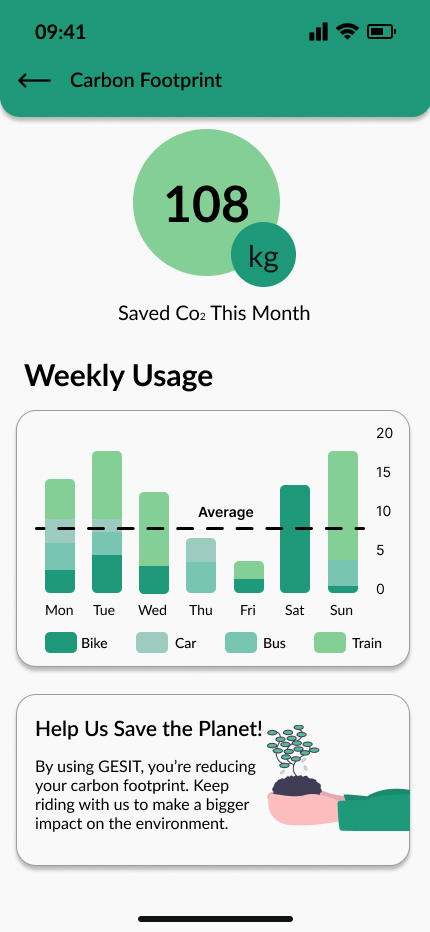 09:41
Carbon Footprint
108
kg
Saved Co₂ This Month
Weekly Usage
20
15
Average
10
5
0
Mon Tue Wed Thu Fri Sat Sun
Bike Car Bus Train
Help Us Save the Planet!
By using GESIT, you’re reducing
your carbon footprint. Keep
riding with us to make a bigger
impact on the environment.